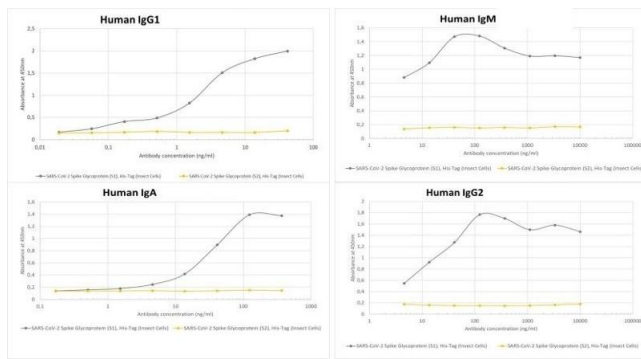 Human IgG1
Absorbance at 450nm
2,5
2
1,5
1
0,5
0
0,01
0,1
1
10
100
Antibody concentration (ng/ml)
SARS-CoV-2 Spike Glycoprotein (S1), His-Tag (Insect Cells)
SARS-CoV-2 Spike Glycoprotein (S2), His-Tag (Insect Cells)
Human IgM
Absorbance at 450nm
1,6
1,4
1,2
1
0,8
0,6
0,4
0,2
0
1
10
100
1000
10000
100000
Antibody concentration (ng/ml)
SARS-CoV-2 Spike Glycoprotein (S1), His-Tag (Insect Cells)
SARS-CoV-2 Spike Glycoprotein (S2), His-Tag (Insect Cells)
Human IgA
Absorbance at 450nm
1,6
1,4
1,2
1
0,8
0,6
0,4
0,2
0
0,1
1
10
100
1000
Antibody concentration (ng/ml)
SARS-CoV-2 Spike Glycoprotein (S1), His-Tag (Insect Cells)
SARS-CoV-2 Spike Glycoprotein (S2), His-Tag (Insect Cells)
Human IgG2
Absorbance at 450nm
2
1,8
1,6
1,4
1,2
1
0,8
0,6
0,4
0,2
0
1
10
100
1000
10000
100000
Antibody concentration (ng/ml)
SARS-CoV-2 Spike Glycoprotein (S1), His-Tag (Insect Cells)
SARS-CoV-2 Spike Glycoprotein (S2), His-Tag (Insect Cells)